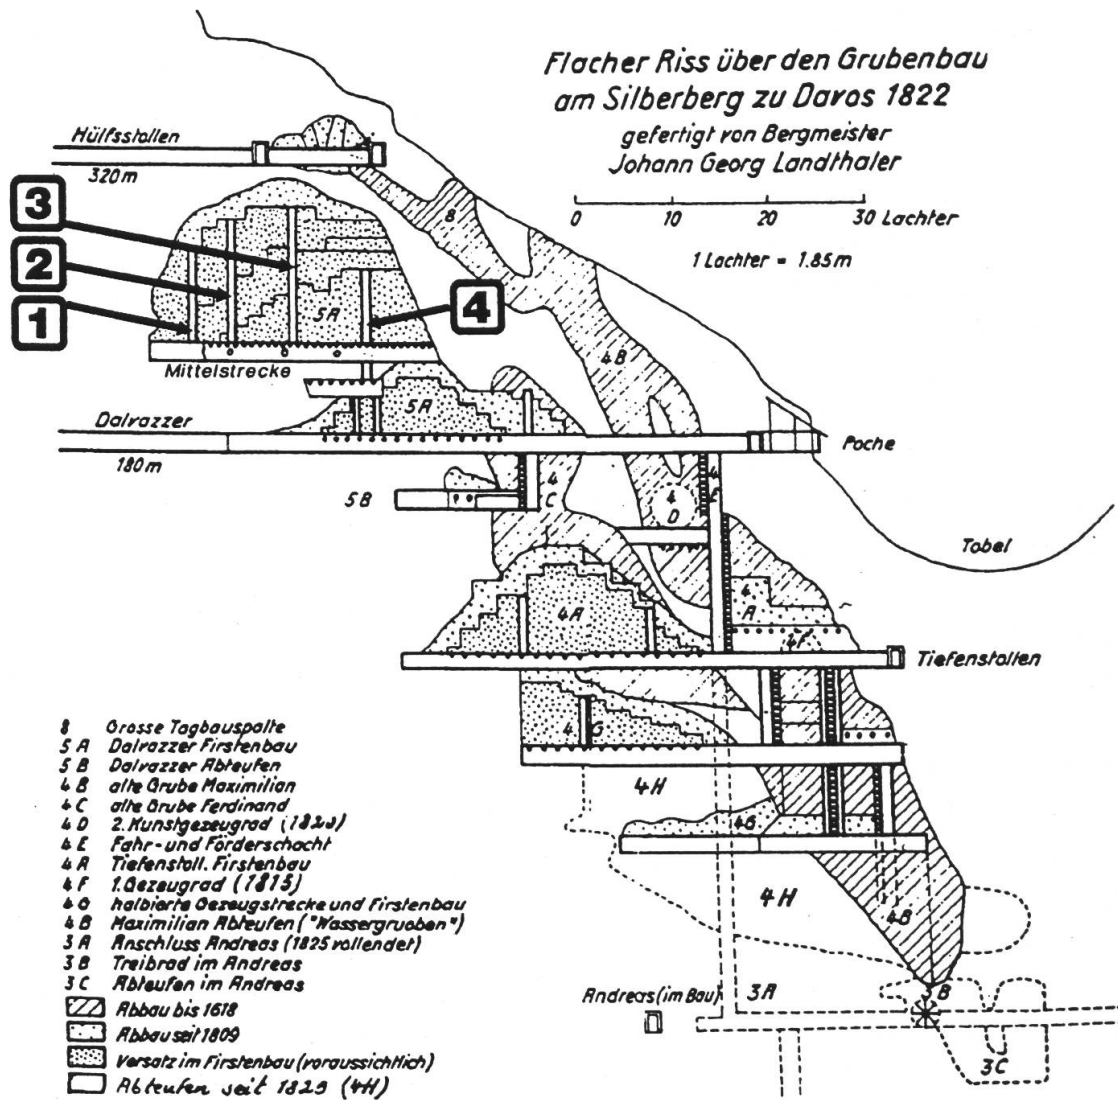 Flacher Riss über den Grubenbau
am Silberberg zu Davos 1822
gefertigt von Bergmeister
Johann Georg Landthaler
0 10 20 30 Lachter
1 Lachter = 1.85m
Hülfsstollen
320m
3
2
1
4
8
5A
Mittelstrecke
4B
5A
Dalvazzer
180m
Poche
5B
4
C
4
D
4
E
Tobel
4
A
4A
4F
Tiefenstollen
4G
4H
4G
4H
4B
Andreas (im Bau)
3A
3B
3C
8 Grosse Tagbauspalte
5A Dalvazzer Firstenbau
5B Dalvazzer Abteufen
4B alte Grube Maximilian
4C alte Grube Ferdinand
4D 2. Kunstgezeugrad (1823)
4E Fahr- und Förderschacht
4A Tiefenstoll. Firstenbau
4F 1. Gezeugrad (1815)
4G halbierte Gezeugstrecke und Firstenbau
4B Maximilian Abteufen ("Wassergruoben")
3A Anschluss Andreas (1825 vollendet)
3B Treibrad im Andreas
3C Abteufen im Andreas
Abbau bis 1618
Abbau seit 1809
Versatz im Firstenbau (voraussichtlich)
Abteufen seit 1823 (4H)